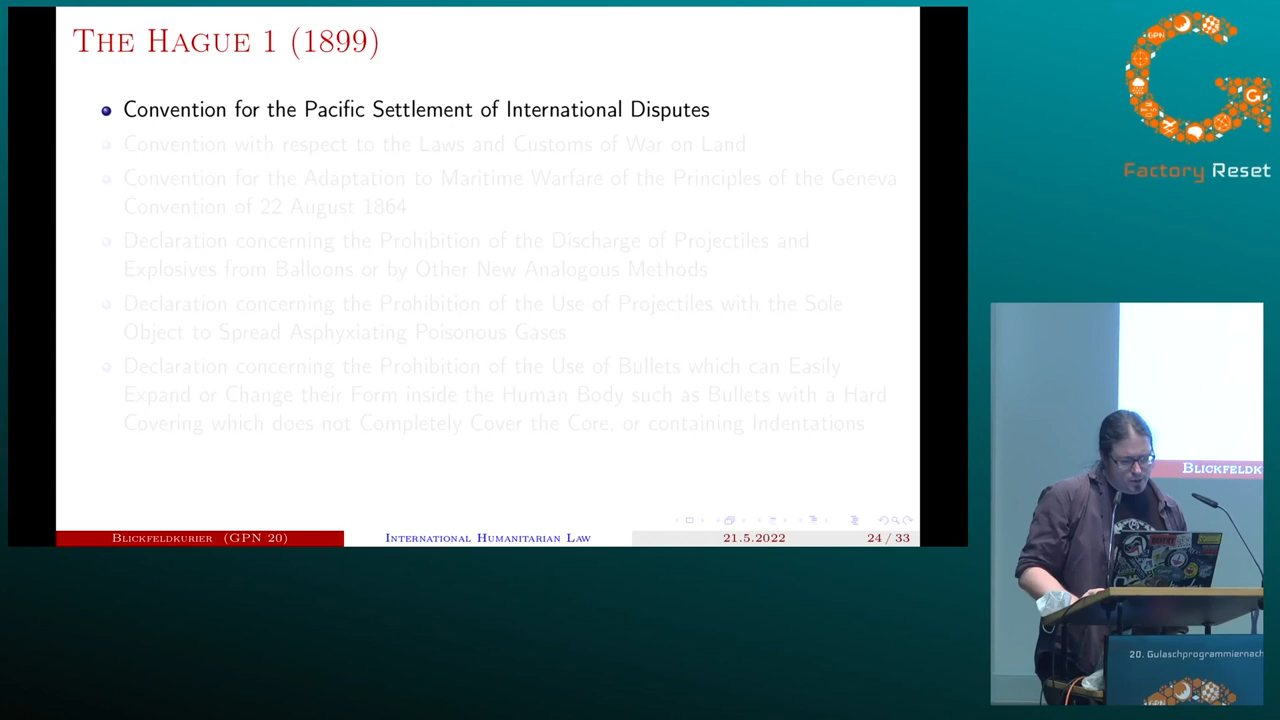 The Hague 1 (1899)
Convention for the Pacific Settlement of International Disputes
Convention with respect to the Laws and Customs of War on Land
Convention for the Adaptation to Maritime Warfare of the Principles of the Geneva
Convention of 22 August 1864
Declaration concerning the Prohibition of the Discharge of Projectiles and
Explosives from Balloons or by Other New Analogous Methods
Declaration concerning the Prohibition of the Use of Projectiles with the Sole
Object to Spread Asphyxiating Poisonous Gases
Declaration concerning the Prohibition of the Use of Bullets which can Easily
Expand or Change their Form inside the Human Body such as Bullets with a Hard
Covering which does not Completely Cover the Core, or containing Indentations
Blickfeldkurier (GPN 20)
International Humanitarian Law
21.5.2022
24 / 33
Factory Reset
Blickfeldk
20. Gulaschprogrammiernach